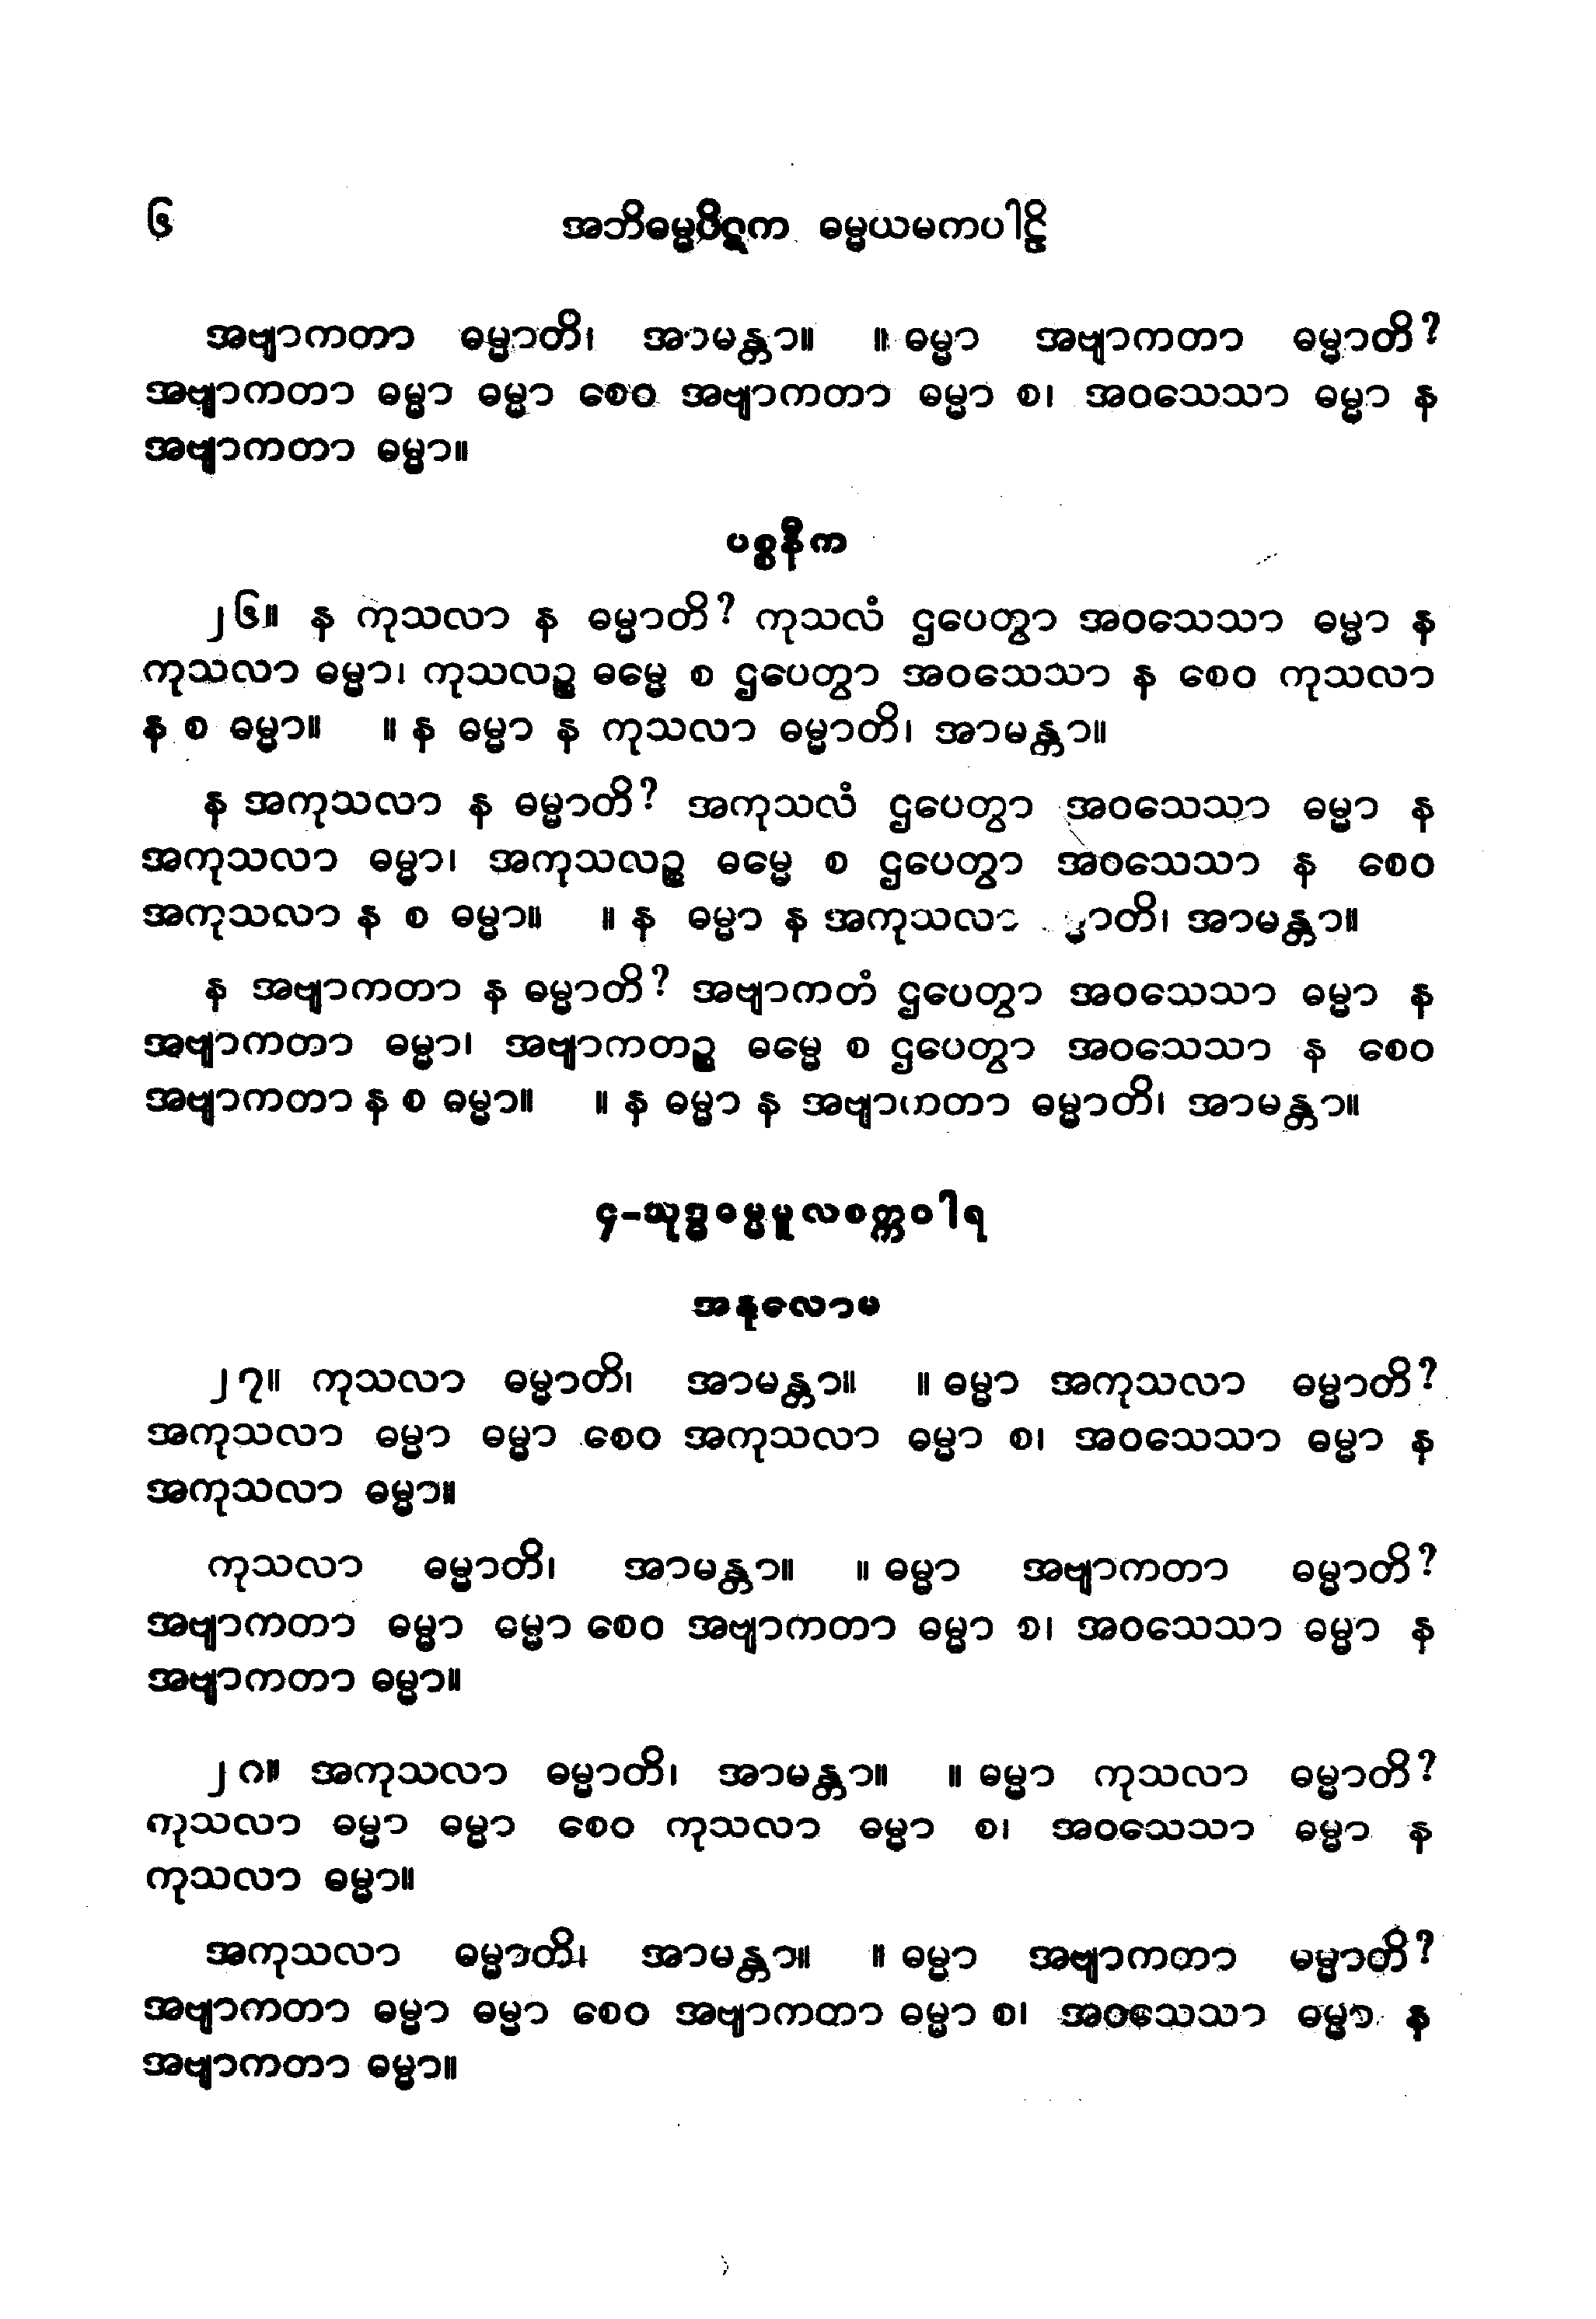 ၆ အဘိဓမ္မပိဋက ဓမ္မယမကပါဠိ
အဗျာကတာ ဓမ္မာတိ၊ အာမန္တာ။ ။ ဓမ္မာ အဗျာကတာ ဓမ္မာတိ?
အဗျာကတာ ဓမ္မာ ဓမ္မာ စေဝ အဗျာကတာ ဓမ္မာ စ၊ အဝသေသာ ဓမ္မာ န
အဗျာကတာ ဓမ္မာ။
ပစ္စနီက
၂၆။ န ကုသလာ န ဓမ္မာတိ? ကုသလံ ဌပေတွာ အဝသေသာ ဓမ္မာ န
ကုသလာ ဓမ္မာ၊ ကုသလဉ္စ ဓမ္မေ စ ဌပေတွာ အဝသေသာ န စေဝ ကုသလာ
န စ ဓမ္မာ။ ။ န ဓမ္မာ န ကုသလာ ဓမ္မာတိ၊ အာမန္တာ။
န အကုသလာ န ဓမ္မာတိ? အကုသလံ ဌပေတွာ အဝသေသာ ဓမ္မာ န
အကုသလာ ဓမ္မာ၊ အကုသလဉ္စ ဓမ္မေ စ ဌပေတွာ အဝသေသာ န စေဝ
အကုသလာ န စ ဓမ္မာ။ ။ န ဓမ္မာ န အကုသလာ အာမန္တာ။
န အဗျာကတာ န ဓမ္မာတိ? အဗျာကတံ ဌပေတွာ အဝသေသာ ဓမ္မာ န
အဗျာကတာ ဓမ္မာ၊ အဗျာကတဉ္စ ဓမ္မေ စ ဌပေတွာ အဝသေသာ န စေဝ
အဗျာကတာ န စ ဓမ္မာ။ ။ န ဓမ္မာ န အဗျာကတာ ဓမ္မာတိ၊ အာမန္တာ။
၄-သုဒ္ဓဓမ္မမူလစက္ကဝါရ
အနုလောမ
၂၇။ ကုသလာ ဓမ္မာတိ၊ အာမန္တာ။ ။ ဓမ္မာ အကုသလာ ဓမ္မာတိ?
အကုသလာ ဓမ္မာ ဓမ္မာ စေဝ အကုသလာ ဓမ္မာ စ၊ အဝသေသာ ဓမ္မာ န
အကုသလာ ဓမ္မာ။
ကုသလာ ဓမ္မာတိ၊ အာမန္တာ။ ။ ဓမ္မာ အဗျာကတာ ဓမ္မာတိ?
အဗျာကတာ ဓမ္မာ ဓမ္မာ စေဝ အဗျာကတာ ဓမ္မာ စ၊ အဝသေသာ ဓမ္မာ န
အဗျာကတာ ဓမ္မာ။
၂၈။ အကုသလာ ဓမ္မာတိ၊ အာမန္တာ။ ။ ဓမ္မာ ကုသလာ ဓမ္မာတိ?
ကုသလာ ဓမ္မာ ဓမ္မာ စေဝ ကုသလာ ဓမ္မာ စ၊ အဝသေသာ ဓမ္မာ န
ကုသလာ ဓမ္မာ။
အကုသလာ ဓမ္မာတိ၊ အာမန္တာ။ ။ ဓမ္မာ အဗျာကတာ ဓမ္မာတိ?
အဗျာကတာ ဓမ္မာ ဓမ္မာ စေဝ အဗျာကတာ ဓမ္မာ စ၊ အဝသေသာ ဓမ္မာ န
အဗျာကတာ ဓမ္မာ။